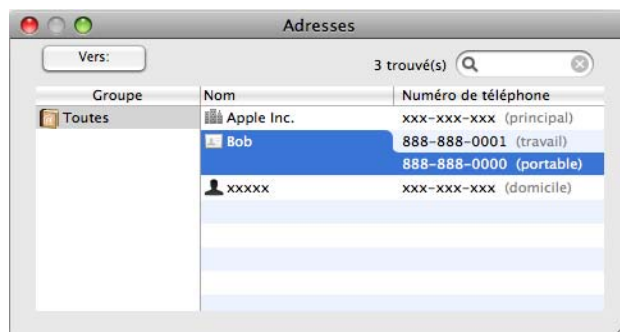 Adresses
Vers:
3 trouvé(s)
Groupe Nom Numéro de téléphone
Toutes Apple Inc. xxx-xxx-xxx (principal)
Bob 888-888-0001 (travail)
888-888-0000 (portable)
xxxxx xxx-xxx-xxx (domicile)